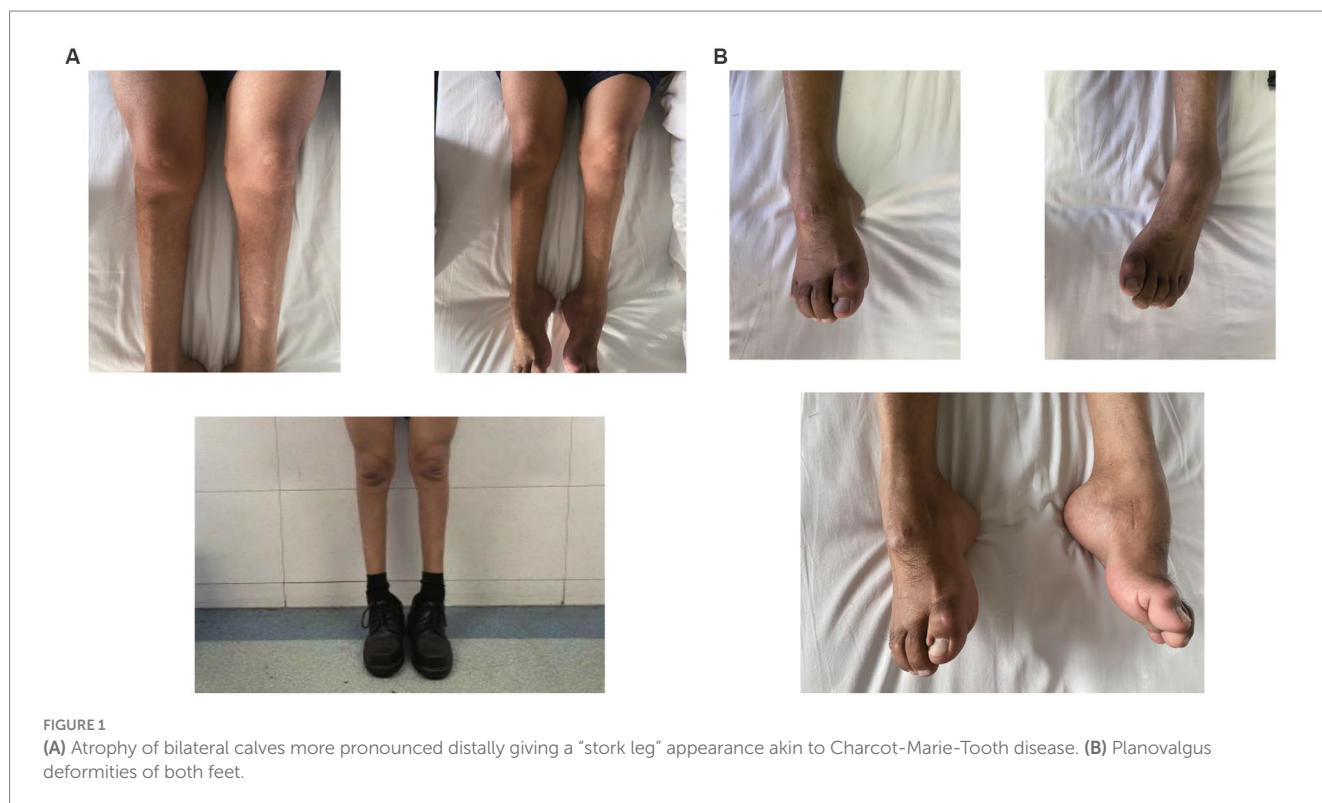 A
B
FIGURE 1
(A) Atrophy of bilateral calves more pronounced distally giving a "stork leg" appearance akin to Charcot-Marie-Tooth disease. (B) Planovalgus
deformities of both feet.